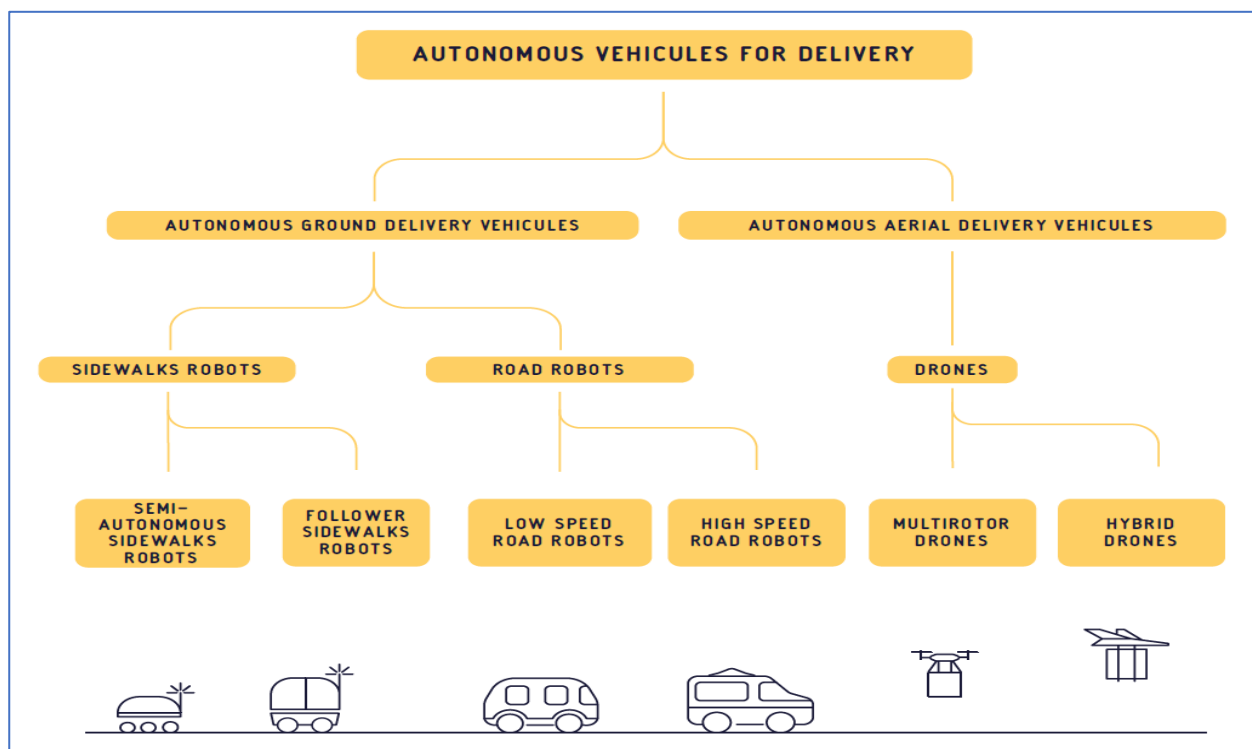 AUTONOMOUS VEHICULES FOR DELIVERY
AUTONOMOUS GROUND DELIVERY VEHICULES
AUTONOMOUS AERIAL DELIVERY VEHICULES
SIDEWALKS ROBOTS
ROAD ROBOTS
DRONES
SEMI-
AUTONOMOUS
SIDEWALKS
ROBOTS
FOLLOWER
SIDEWALKS
ROBOTS
LOW SPEED
ROAD ROBOTS
HIGH SPEED
ROAD ROBOTS
MULTIROTOR
DRONES
HYBRID
DRONES